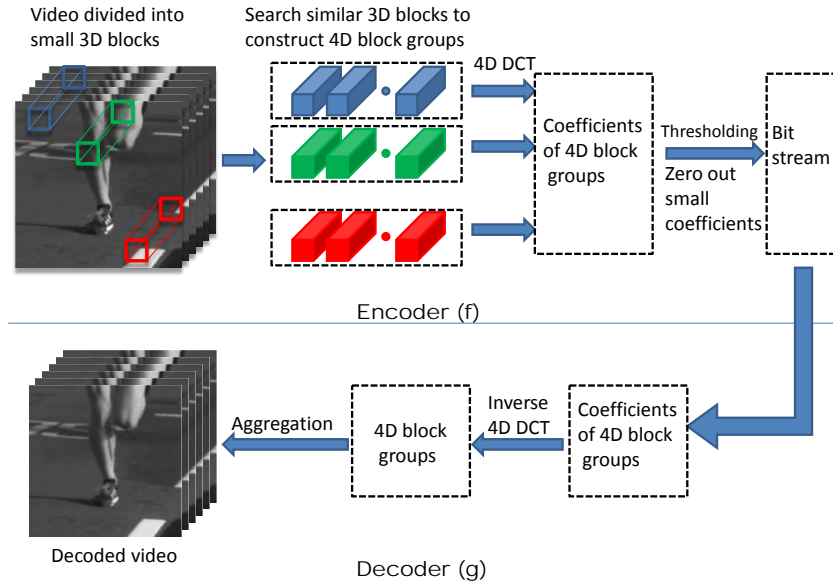 Video divided into
small 3D blocks
Search similar 3D blocks to
construct 4D block groups
4D DCT
Coefficients
of 4D block
groups
Thresholding
Zero out
small
coefficients
Bit
stream
Encoder (f)
Aggregation
4D block
groups
Inverse
4D DCT
Coefficients
of 4D block
groups
Decoded video
Decoder (g)